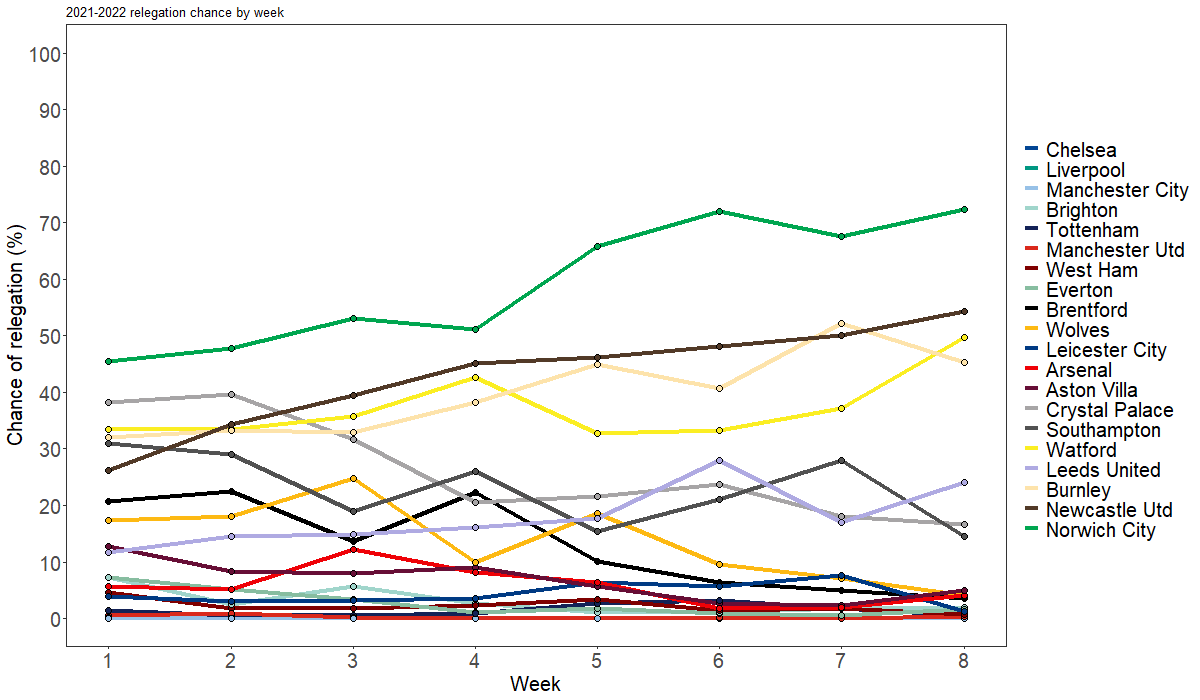 2021-2022 relegation chance by week
100
90
80
70
60
50
40
30
20
10
0
Chance of relegation (%)
1 2 3 4 5 6 7 8
Week
Chelsea
Liverpool
Manchester City
Brighton
Tottenham
Manchester Utd
West Ham
Everton
Brentford
Wolves
Leicester City
Arsenal
Aston Villa
Crystal Palace
Southampton
Watford
Leeds United
Burnley
Newcastle Utd
Norwich City